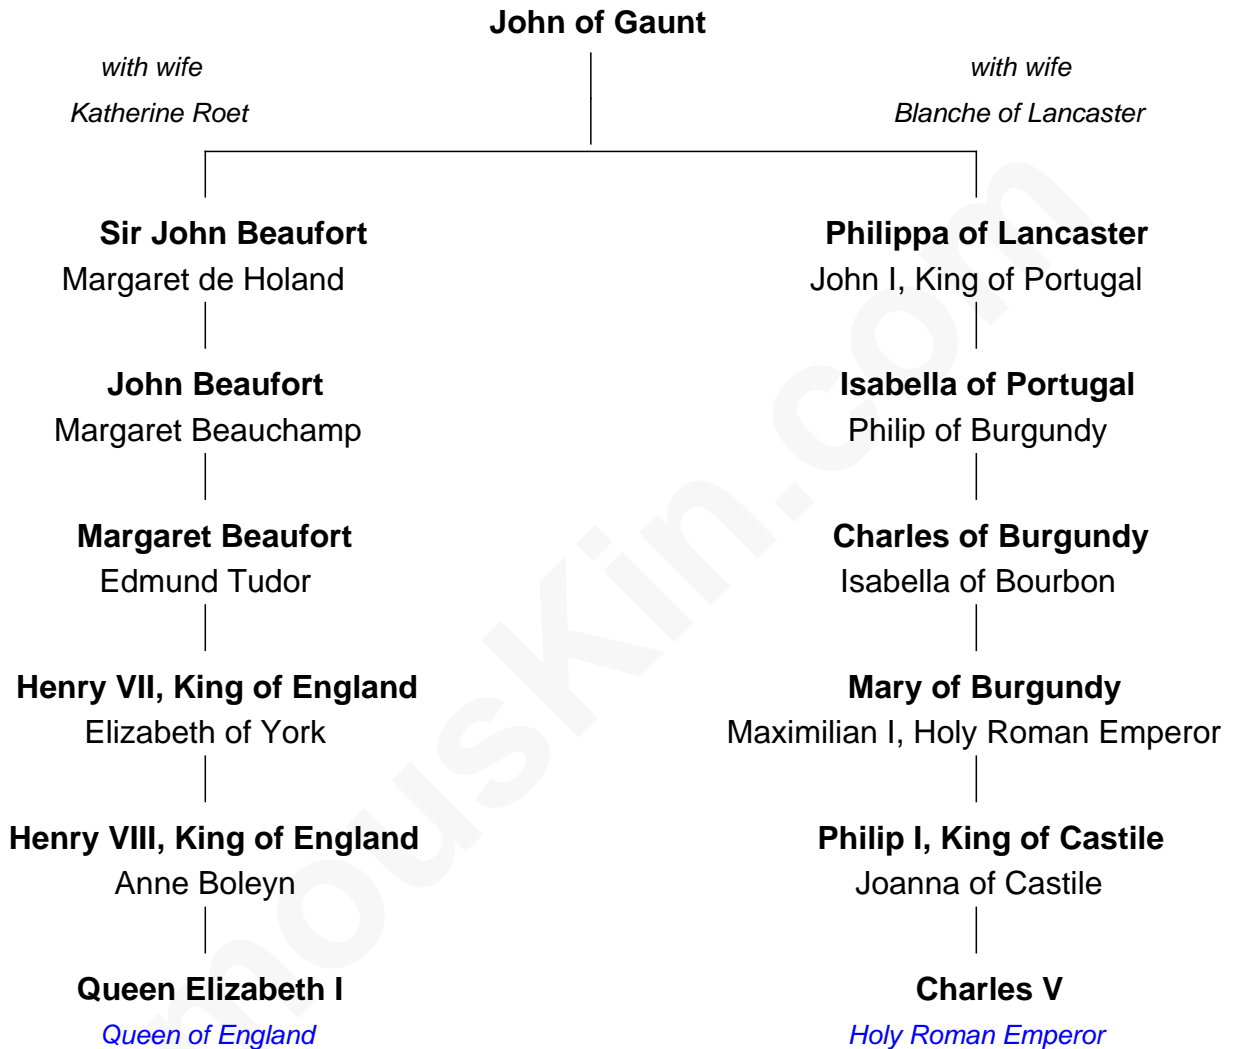 John of Gaunt
with wife
Katherine Roet
with wife
Blanche of Lancaster
Sir John Beaufort
Margaret de Holand
Philippa of Lancaster
John I, King of Portugal
John Beaufort
Margaret Beauchamp
Isabella of Portugal
Philip of Burgundy
Margaret Beaufort
Edmund Tudor
Charles of Burgundy
Isabella of Bourbon
Henry VII, King of England
Elizabeth of York
Mary of Burgundy
Maximilian I, Holy Roman Emperor
Henry VIII, King of England
Anne Boleyn
Philip I, King of Castile
Joanna of Castile
Queen Elizabeth I
Queen of England
Charles V
Holy Roman Emperor
mousKin.com